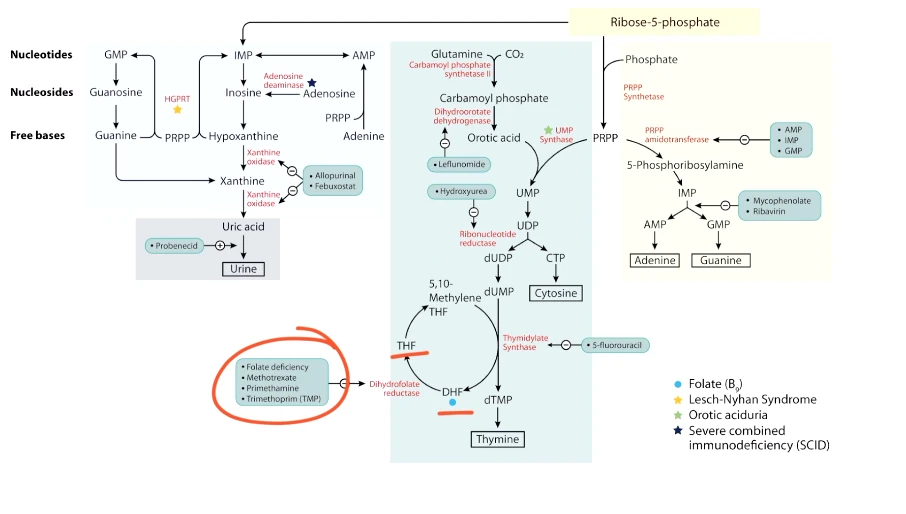 Ribose-5-phosphate
Nucleotides
GMP
IMP
AMP
Nucleosides
Guanosine
Inosine
Adenosine
deaminase
Adenosine
HGPRT
PRPP
Free bases
Guanine
PRPP
Hypoxanthine
Adenine
Xanthine
oxidase
Xanthine
Xanthine
oxidase
• Allopurinal
• Febuxostat
Uric acid
• Probenecid
+
Urine
Glutamine
CO2
Carbamoyl phosphate
synthetase II
Carbamoyl phosphate
Dihydroorotate
dehydrogenase
Orotic acid
UMP
Synthase
PRPP
• Leflunomide
• Hydroxyurea
UMP
Ribonucleotide
reductase
UDP
dUDP
CTP
5,10-
Methylene
THF
dUMP
Cytosine
THF
Thymidylate
Synthase
• 5-fluorouracil
• Folate deficiency
• Methotrexate
• Primethamine
• Trimethoprim (TMP)
Dihydrofolate
reductase
DHF
dTMP
Thymine
Phosphate
PRPP
Synthetase
PRPP
amidotransferase
• AMP
• IMP
• GMP
5-Phosphoribosylamine
IMP
• Mycophenolate
• Ribavirin
AMP
GMP
Adenine
Guanine
Folate (B9)
Lesch-Nyhan Syndrome
Orotic aciduria
Severe combined
immunodeficiency (SCID)